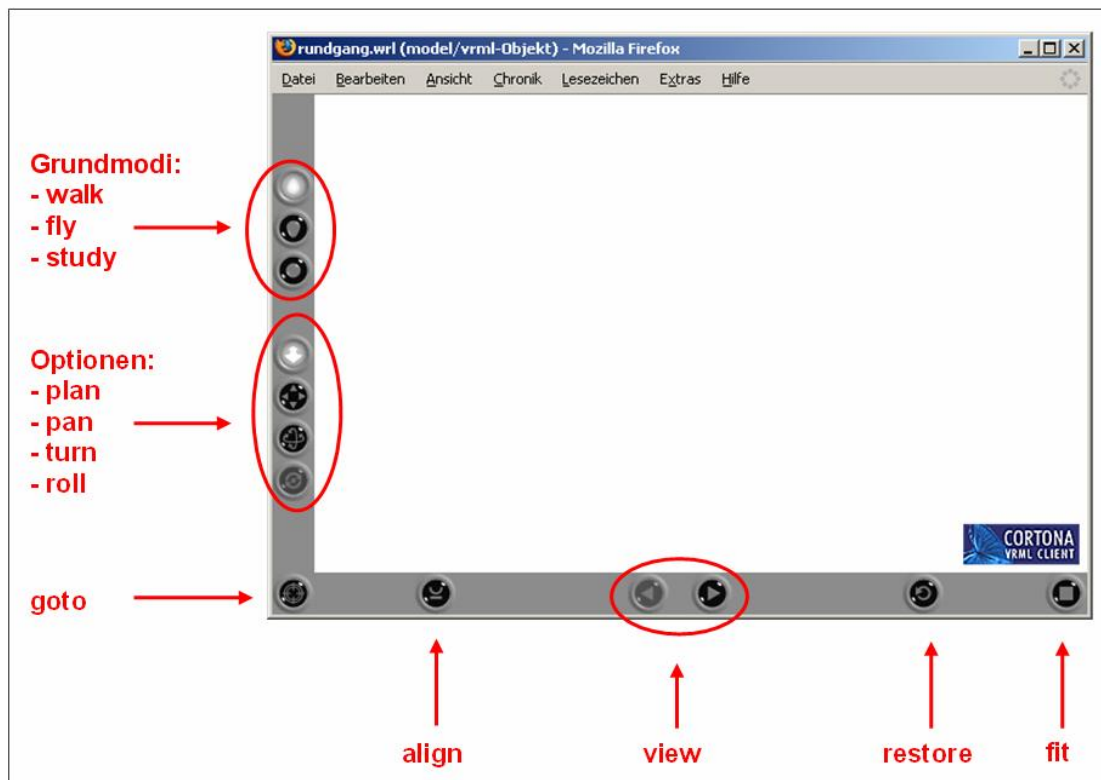 rundgang.wrl (model/vrml-Objekt) - Mozilla Firefox
Datei Bearbeiten Ansicht Chronik Lesezeichen Extras Hilfe
Grundmodi:
- walk
- fly
- study
Optionen:
- plan
- pan
- turn
- roll
CORTONA
VRML CLIENT
goto
align
view
restore
fit